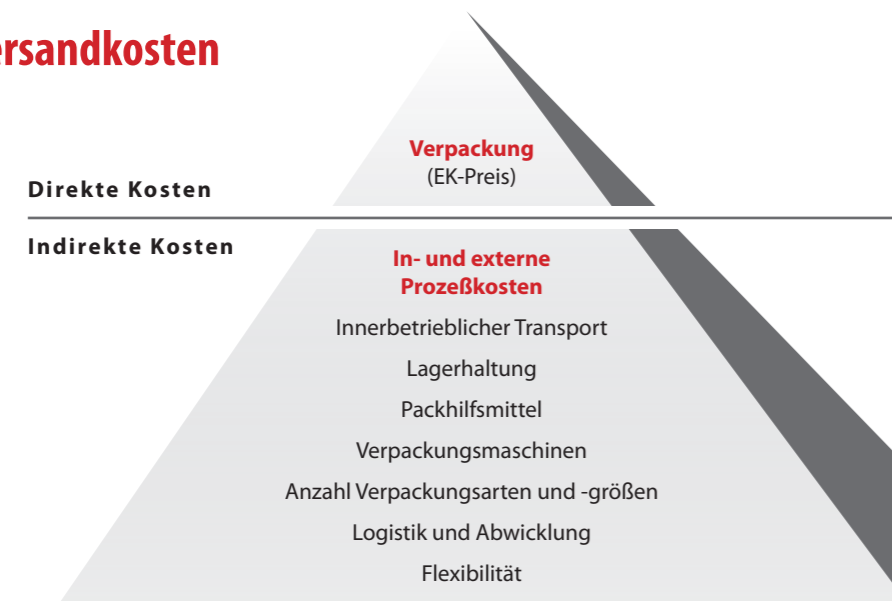 ersandkosten
Verpackung
(EK-Preis)
Direkte Kosten
Indirekte Kosten
In- und externe
Prozeßkosten
Innerbetrieblicher Transport
Lagerhaltung
Packhilfsmittel
Verpackungsmaschinen
Anzahl Verpackungsarten und -größen
Logistik und Abwicklung
Flexibilität